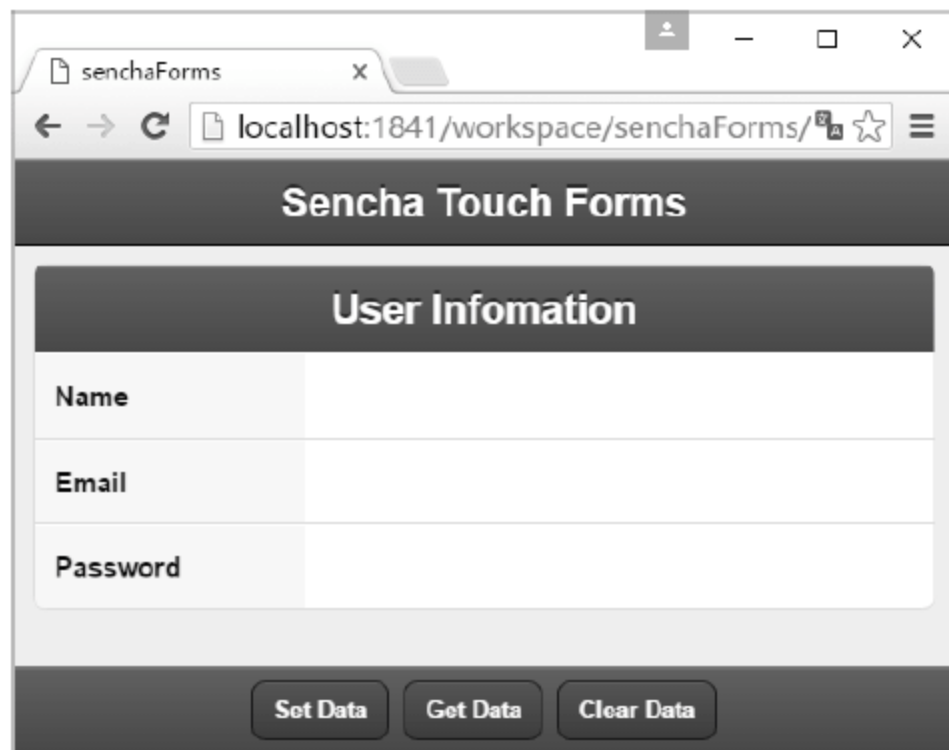 senchaForms
localhost:1841/workspace/senchaForms/
Sencha Touch Forms
User Infomation
Name
Email
Password
Set Data Get Data Clear Data